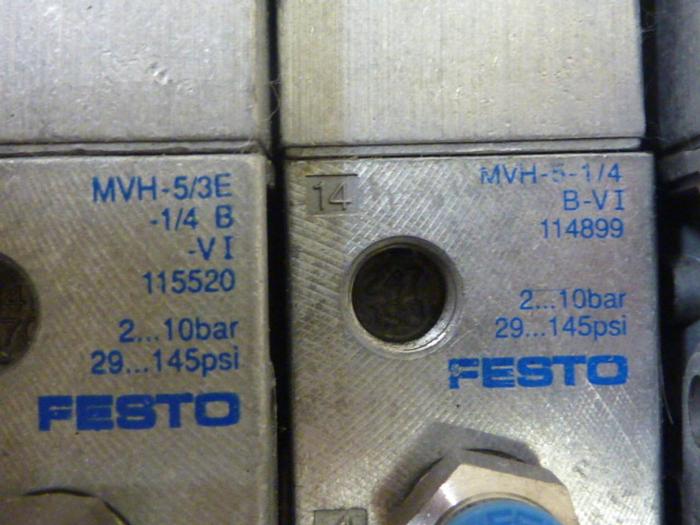 MVH-5/3E
-1/4 B
-VI
115520
2...10bar
29...145psi
FESTO
14
MVH-5-1/4
B-VI
114899
2...10bar
29...145psi
FESTO